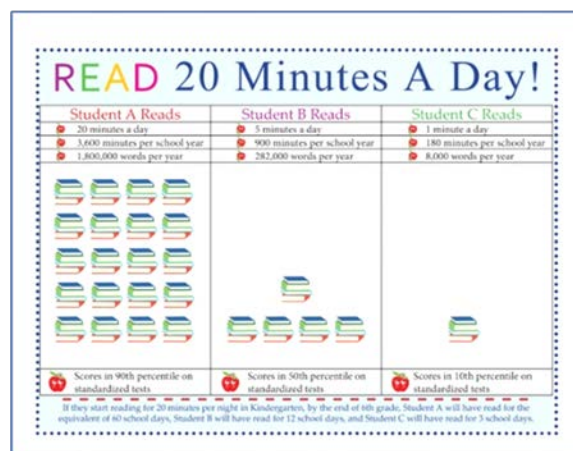 READ 20 Minutes A Day!
Student A Reads
20 minutes a day
3,600 minutes per school year
1,800,000 words per year
Scores in 90th percentile on
standardized tests
Student B Reads
5 minutes a day
900 minutes per school year
282,000 words per year
Scores in 50th percentile on
standardized tests
Student C Reads
1 minute a day
180 minutes per school year
8,000 words per year
Scores in 10th percentile on
standardized tests
If they start reading for 20 minutes per night in Kindergarten, by the end of 6th grade, Student A will have read for the
equivalent of 60 school days, Student B will have read for 12 school days, and Student C will have read for 3 school days.